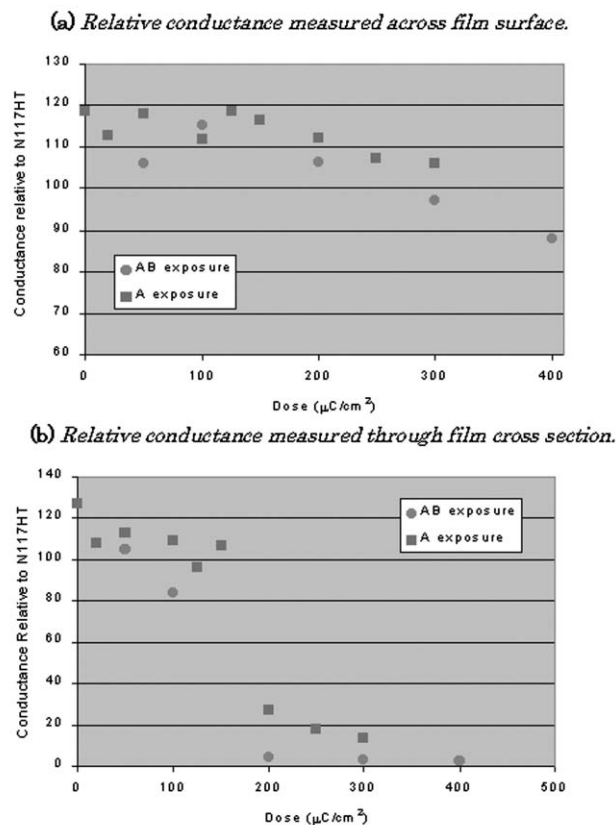 (a) Relative conductance measured across film surface.
130
120
110
100
90
80
70
60
Conductance relative to N117HT
AB exposure
A exposure
0 100 200 300 400
Dose (μC/cm²)
(b) Relative conductance measured through film cross section.
140
120
100
80
60
40
20
0
Conductance Relative to N117HT
AB exposure
A exposure
0 100 200 300 400 500
Dose (μC/cm²)